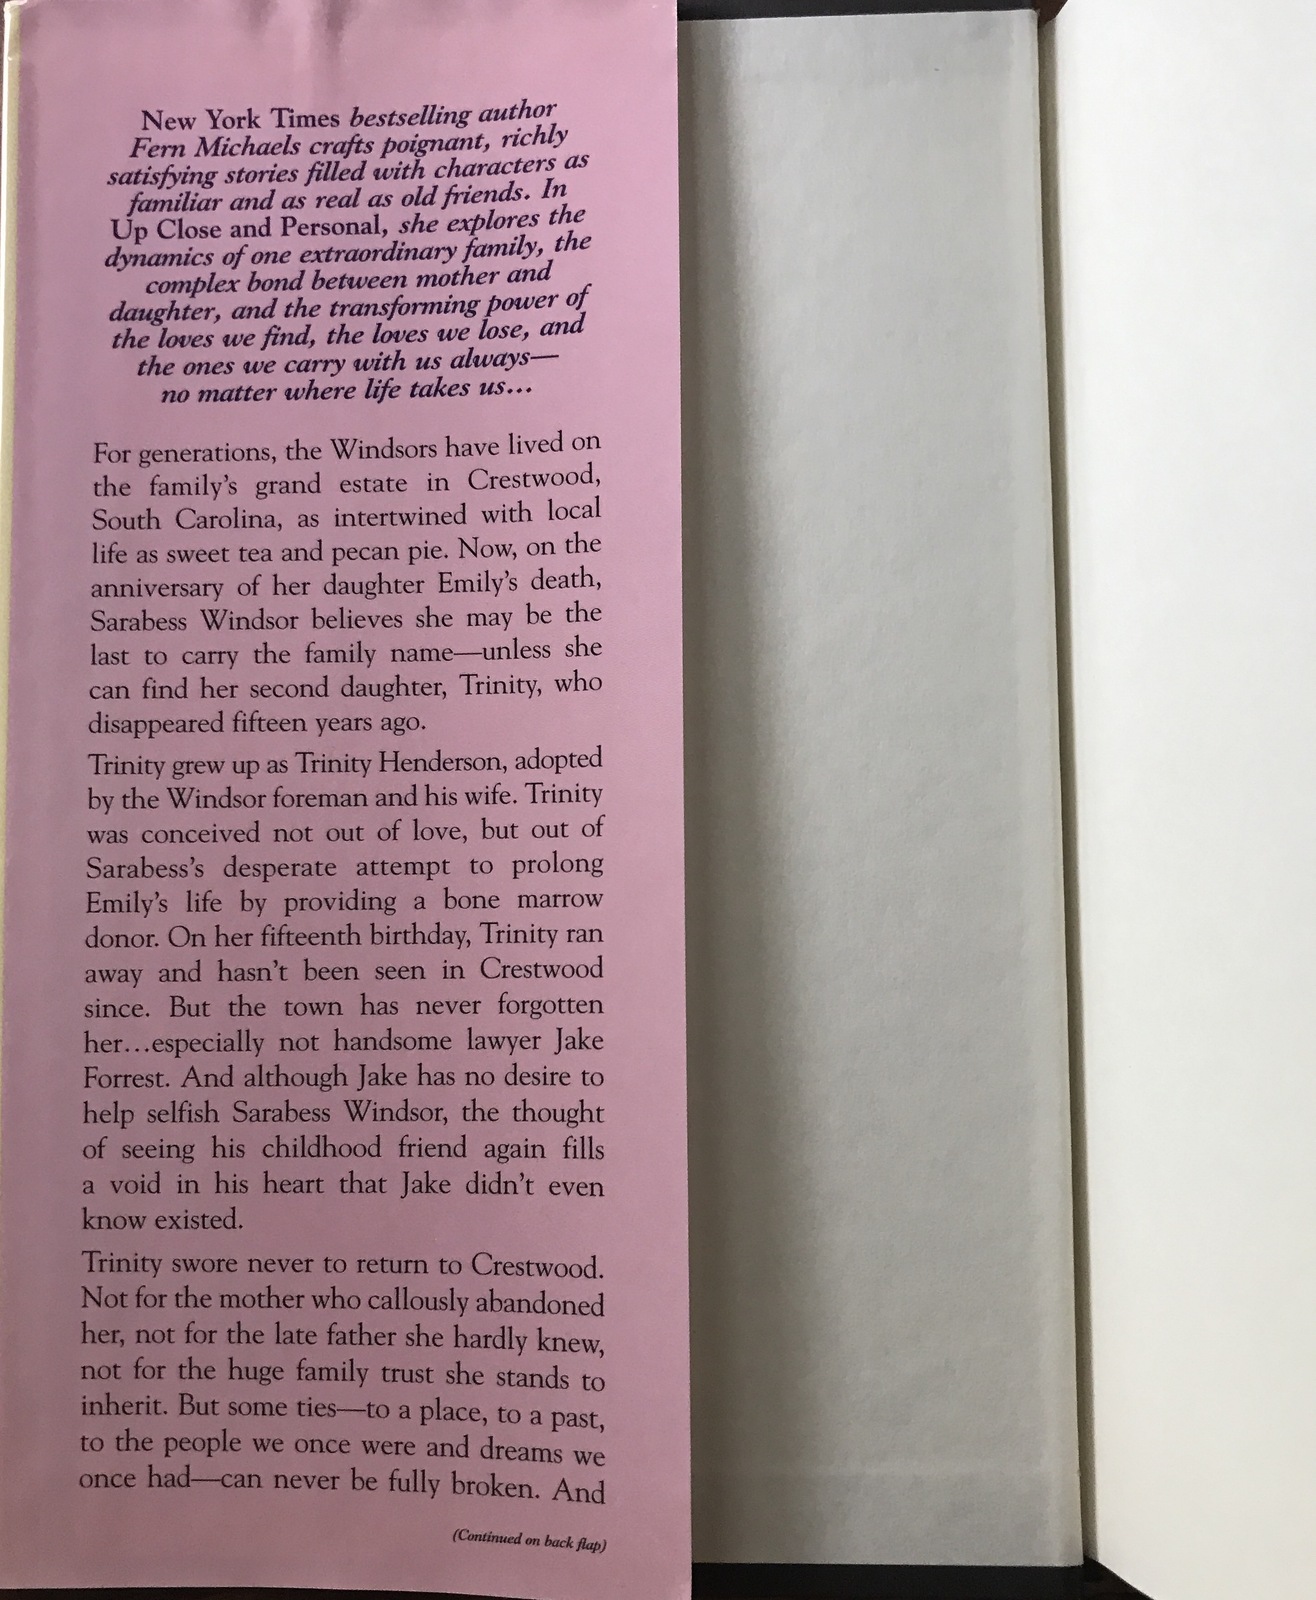 New York Times bestselling author
Fern Michaels crafts poignant, richly
satisfying stories filled with characters as
familiar and as real as old friends. In
Up Close and Personal, she explores the
dynamics of one extraordinary family, the
complex bond between mother and
daughter, and the transforming power of
the loves we find, the loves we lose, and
the ones we carry with us always—
no matter where life takes us...
For generations, the Windsors have lived on
the family's grand estate in Crestwood,
South Carolina, as intertwined with local
life as sweet tea and pecan pie. Now, on the
anniversary of her daughter Emily's death,
Sarabess Windsor believes she may be the
last to carry the family name—unless she
can find her second daughter, Trinity, who
disappeared fifteen years ago.
Trinity grew up as Trinity Henderson, adopted
by the Windsor foreman and his wife. Trinity
was conceived not out of love, but out of
Sarabess's desperate attempt to prolong
Emily's life by providing a bone marrow
donor. On her fifteenth birthday, Trinity ran
away and hasn't been seen in Crestwood
since. But the town has never forgotten
her...especially not handsome lawyer Jake
Forrest. And although Jake has no desire to
help selfish Sarabess Windsor, the thought
of seeing his childhood friend again fills
a void in his heart that Jake didn't even
know existed.
Trinity swore never to return to Crestwood.
Not for the mother who callously abandoned
her, not for the late father she hardly knew,
not for the huge family trust she stands to
inherit. But some ties—to a place, to a past,
to the people we once were and dreams we
once had—can never be fully broken. And
(Continued on back flap)